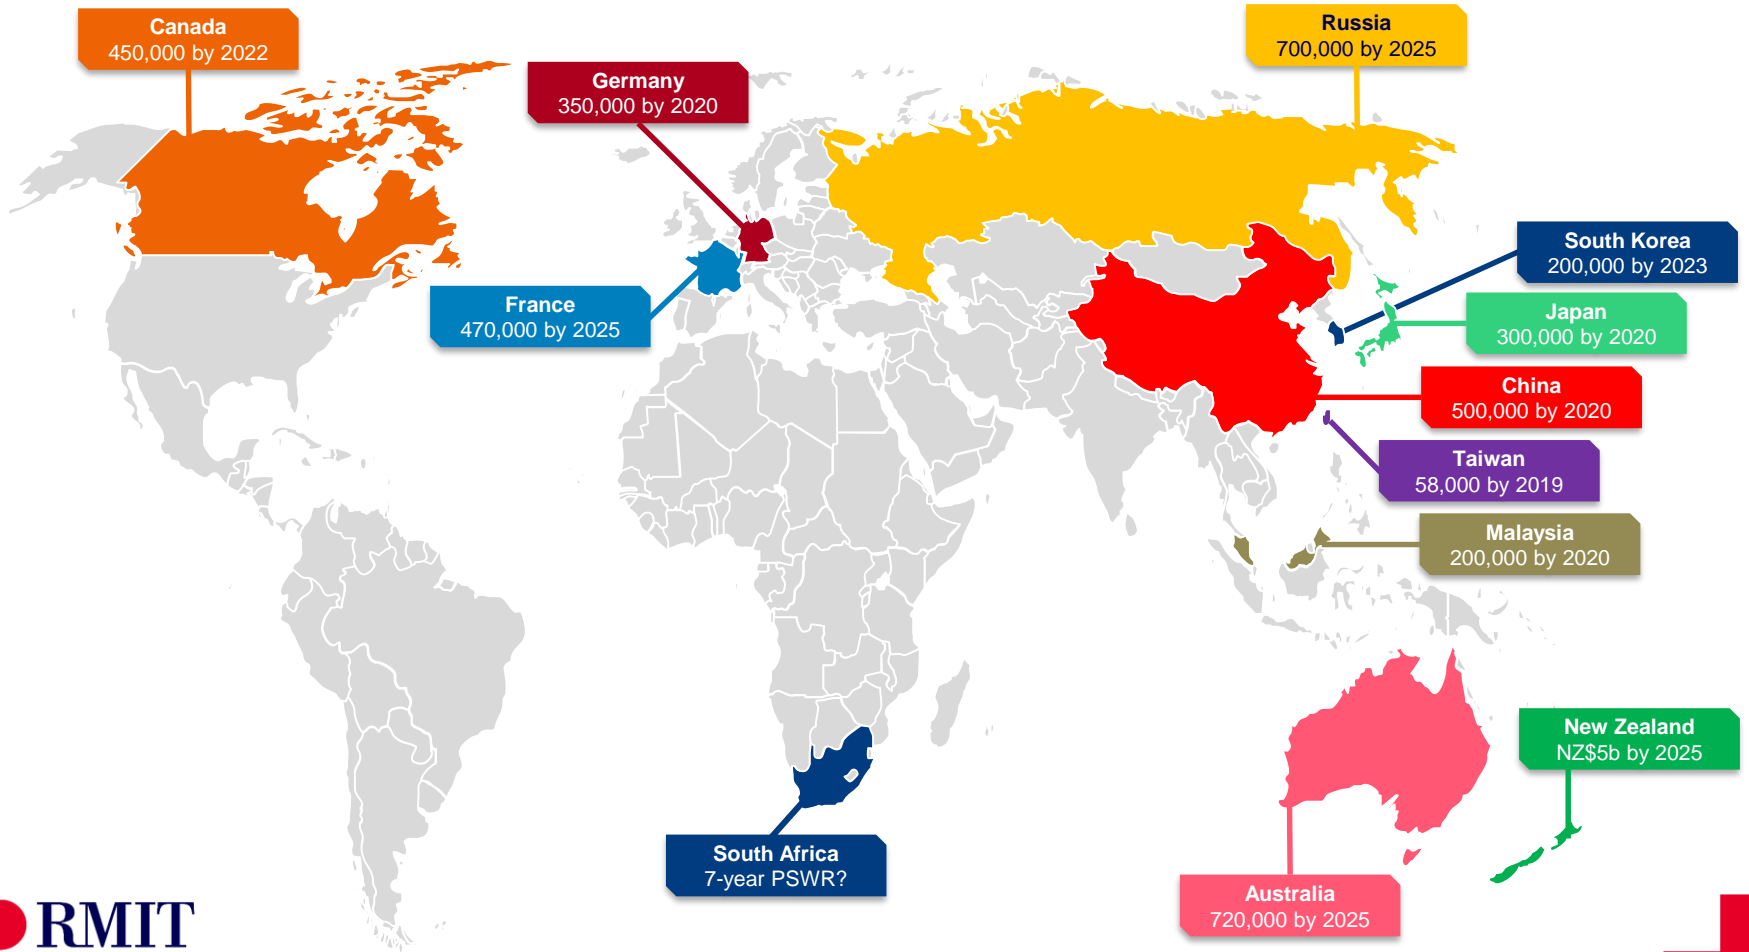 Canada
450,000 by 2022
Russia
700,000 by 2025
Germany
350,000 by 2020
South Korea
200,000 by 2023
France
470,000 by 2025
Japan
300,000 by 2020
China
500,000 by 2020
Taiwan
58,000 by 2019
Malaysia
200,000 by 2020
New Zealand
NZ$5b by 2025
South Africa
7-year PSWR?
Australia
720,000 by 2025
RMIT